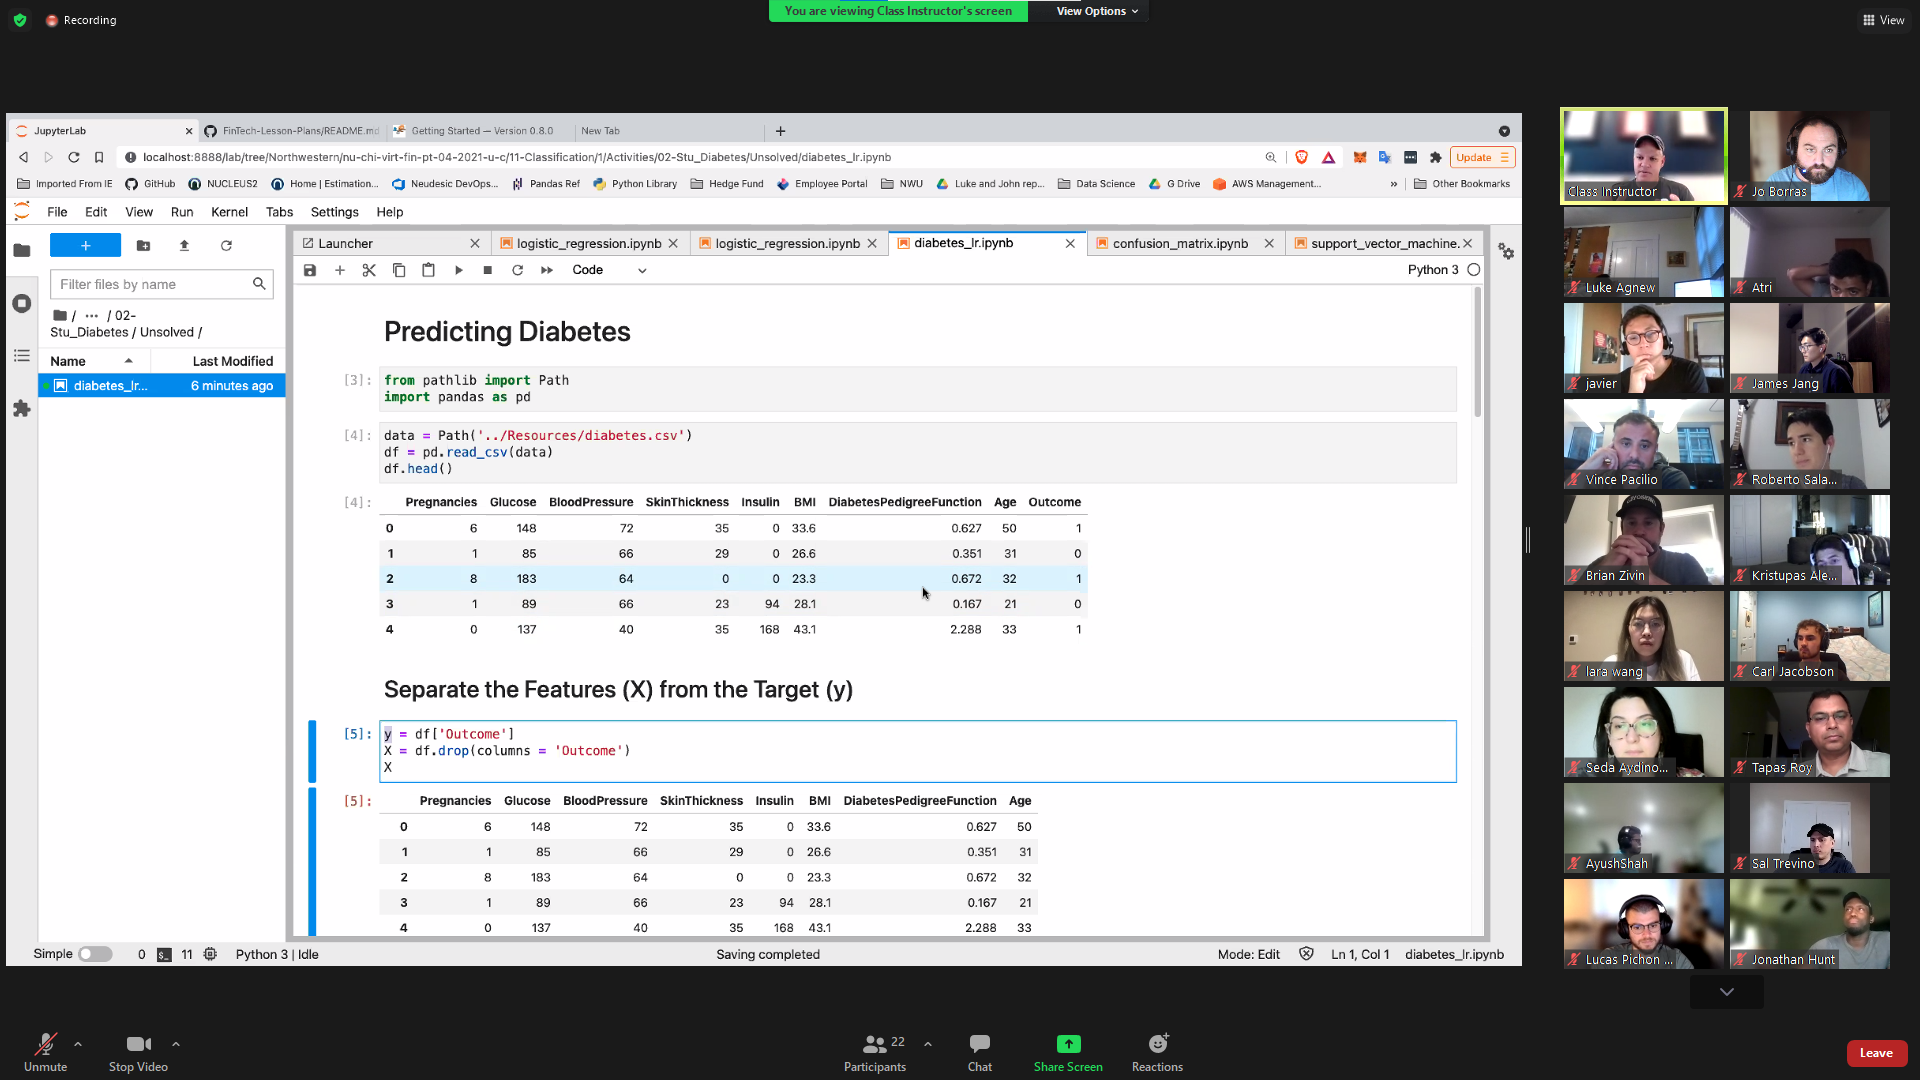 Recording
You are viewing Class Instructor's screen
View Options
View
JupyterLab
FinTech-Lesson-Plans/README.md
Getting Started — Version 0.8.0
New Tab
localhost:8888/lab/tree/Northwestern/nu-chi-virt-fin-pt-04-2021-u-c/11-Classification/1/Activities/02-Stu_Diabetes/Unsolved/diabetes_lr.ipynb
Update
Imported From IE
GitHub
NUCLEUS2
Home | Estimation...
Neudesic DevOps...
Pandas Ref
Python Library
Hedge Fund
Employee Portal
NWU
Luke and John rep...
Data Science
G Drive
AWS Management...
»
Other Bookmarks
File Edit View Run Kernel Tabs Settings Help
Launcher
logistic_regression.ipynb
logistic_regression.ipynb
diabetes_lr.ipynb
confusion_matrix.ipynb
support_vector_machine.
Code
Python 3
Filter files by name
/ ... / 02-
Stu_Diabetes / Unsolved /
Name Last Modified
diabetes_lr... 6 minutes ago
Predicting Diabetes
[3]: from pathlib import Path
import pandas as pd
[4]: data = Path('../Resources/diabetes.csv')
df = pd.read_csv(data)
df.head()
[4]: Pregnancies Glucose BloodPressure SkinThickness Insulin BMI DiabetesPedigreeFunction Age Outcome
0 6 148 72 35 0 33.6 0.627 50 1
1 1 85 66 29 0 26.6 0.351 31 0
2 8 183 64 0 0 23.3 0.672 32 1
3 1 89 66 23 94 28.1 0.167 21 0
4 0 137 40 35 168 43.1 2.288 33 1
Separate the Features (X) from the Target (y)
[5]: y = df['Outcome']
X = df.drop(columns = 'Outcome')
X
[5]: Pregnancies Glucose BloodPressure SkinThickness Insulin BMI DiabetesPedigreeFunction Age
0 6 148 72 35 0 33.6 0.627 50
1 1 85 66 29 0 26.6 0.351 31
2 8 183 64 0 0 23.3 0.672 32
3 1 89 66 23 94 28.1 0.167 21
4 0 137 40 35 168 43.1 2.288 33
Simple 0 11 Python 3 | Idle
Saving completed
Mode: Edit Ln 1, Col 1 diabetes_lr.ipynb
Class Instructor
Jo Borras
Luke Agnew
Atri
javier
James Jang
Vince Pacilio
Roberto Sala...
Brian Zivin
Kristupas Ale...
lara wang
Carl Jacobson
Seda Aydino...
Tapas Roy
AyushShah
Sal Trevino
Lucas Pichon ...
Jonathan Hunt
Unmute
Stop Video
22
Participants
Chat
Share Screen
Reactions
Leave